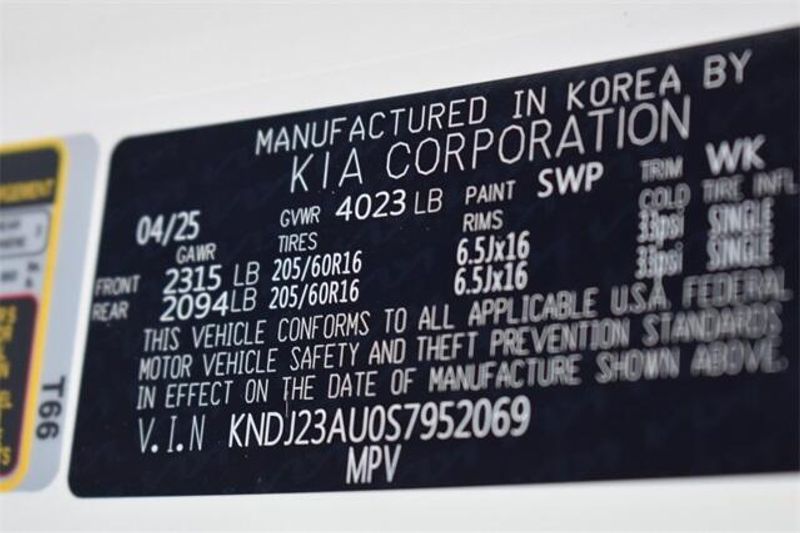 MANUFACTURED IN KOREA BY
KIA CORPORATION
04/25 GVWR 4023 LB PAINT SWP TRIM WK
GAWR TIRES RIMS COLD TIRE INFL
FRONT 2315 LB 205/60R16 6.5Jx16 33psi SINGLE
REAR 2094LB 205/60R16 6.5Jx16 33psi SINGLE
THIS VEHICLE CONFORMS TO ALL APPLICABLE U.S.A. FEDERAL
MOTOR VEHICLE SAFETY AND THEFT PREVENTION STANDARDS
IN EFFECT ON THE DATE OF MANUFACTURE SHOWN ABOVE.
V.I.N KNDJ23AU0S7952069
MPV
T66